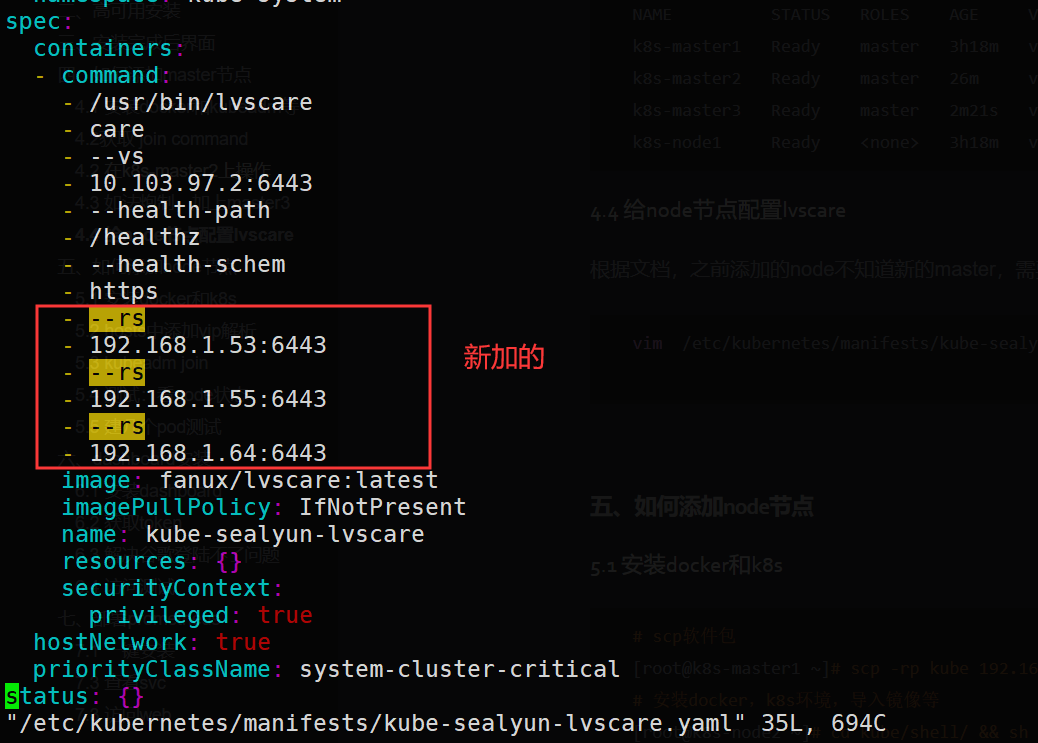 spec:
containers:
- command:
- /usr/bin/lvscare
- care
- --vs
- 10.103.97.2:6443
- --health-path
- /healthz
- --health-schem
- https
- --rs
- 192.168.1.53:6443
- --rs
- 192.168.1.55:6443
- --rs
- 192.168.1.64:6443
新加的
image: fanux/lvscare:latest
imagePullPolicy: IfNotPresent
name: kube-sealyun-lvscare
resources: {}
securityContext:
privileged: true
hostNetwork: true
priorityClassName: system-cluster-critical
status: {}
"/etc/kubernetes/manifests/kube-sealyun-lvscare.yaml" 35L, 694C
NAME STATUS ROLES AGE
k8s-master1 Ready master 3h18m
k8s-master2 Ready master 26m
k8s-master3 Ready master 2m21s
k8s-node1 Ready <none> 3h18m
4.4 给node节点配置lvscare
根据文档，之前添加的node不知道新的master，需
vim /etc/kubernetes/manifests/kube-sealy
五、如何添加node节点
5.1 安装docker和k8s
# scp软件包
[root@k8s-master1 ~]# scp -rp kube 192.16
# 安装docker，k8s环境，导入镜像等